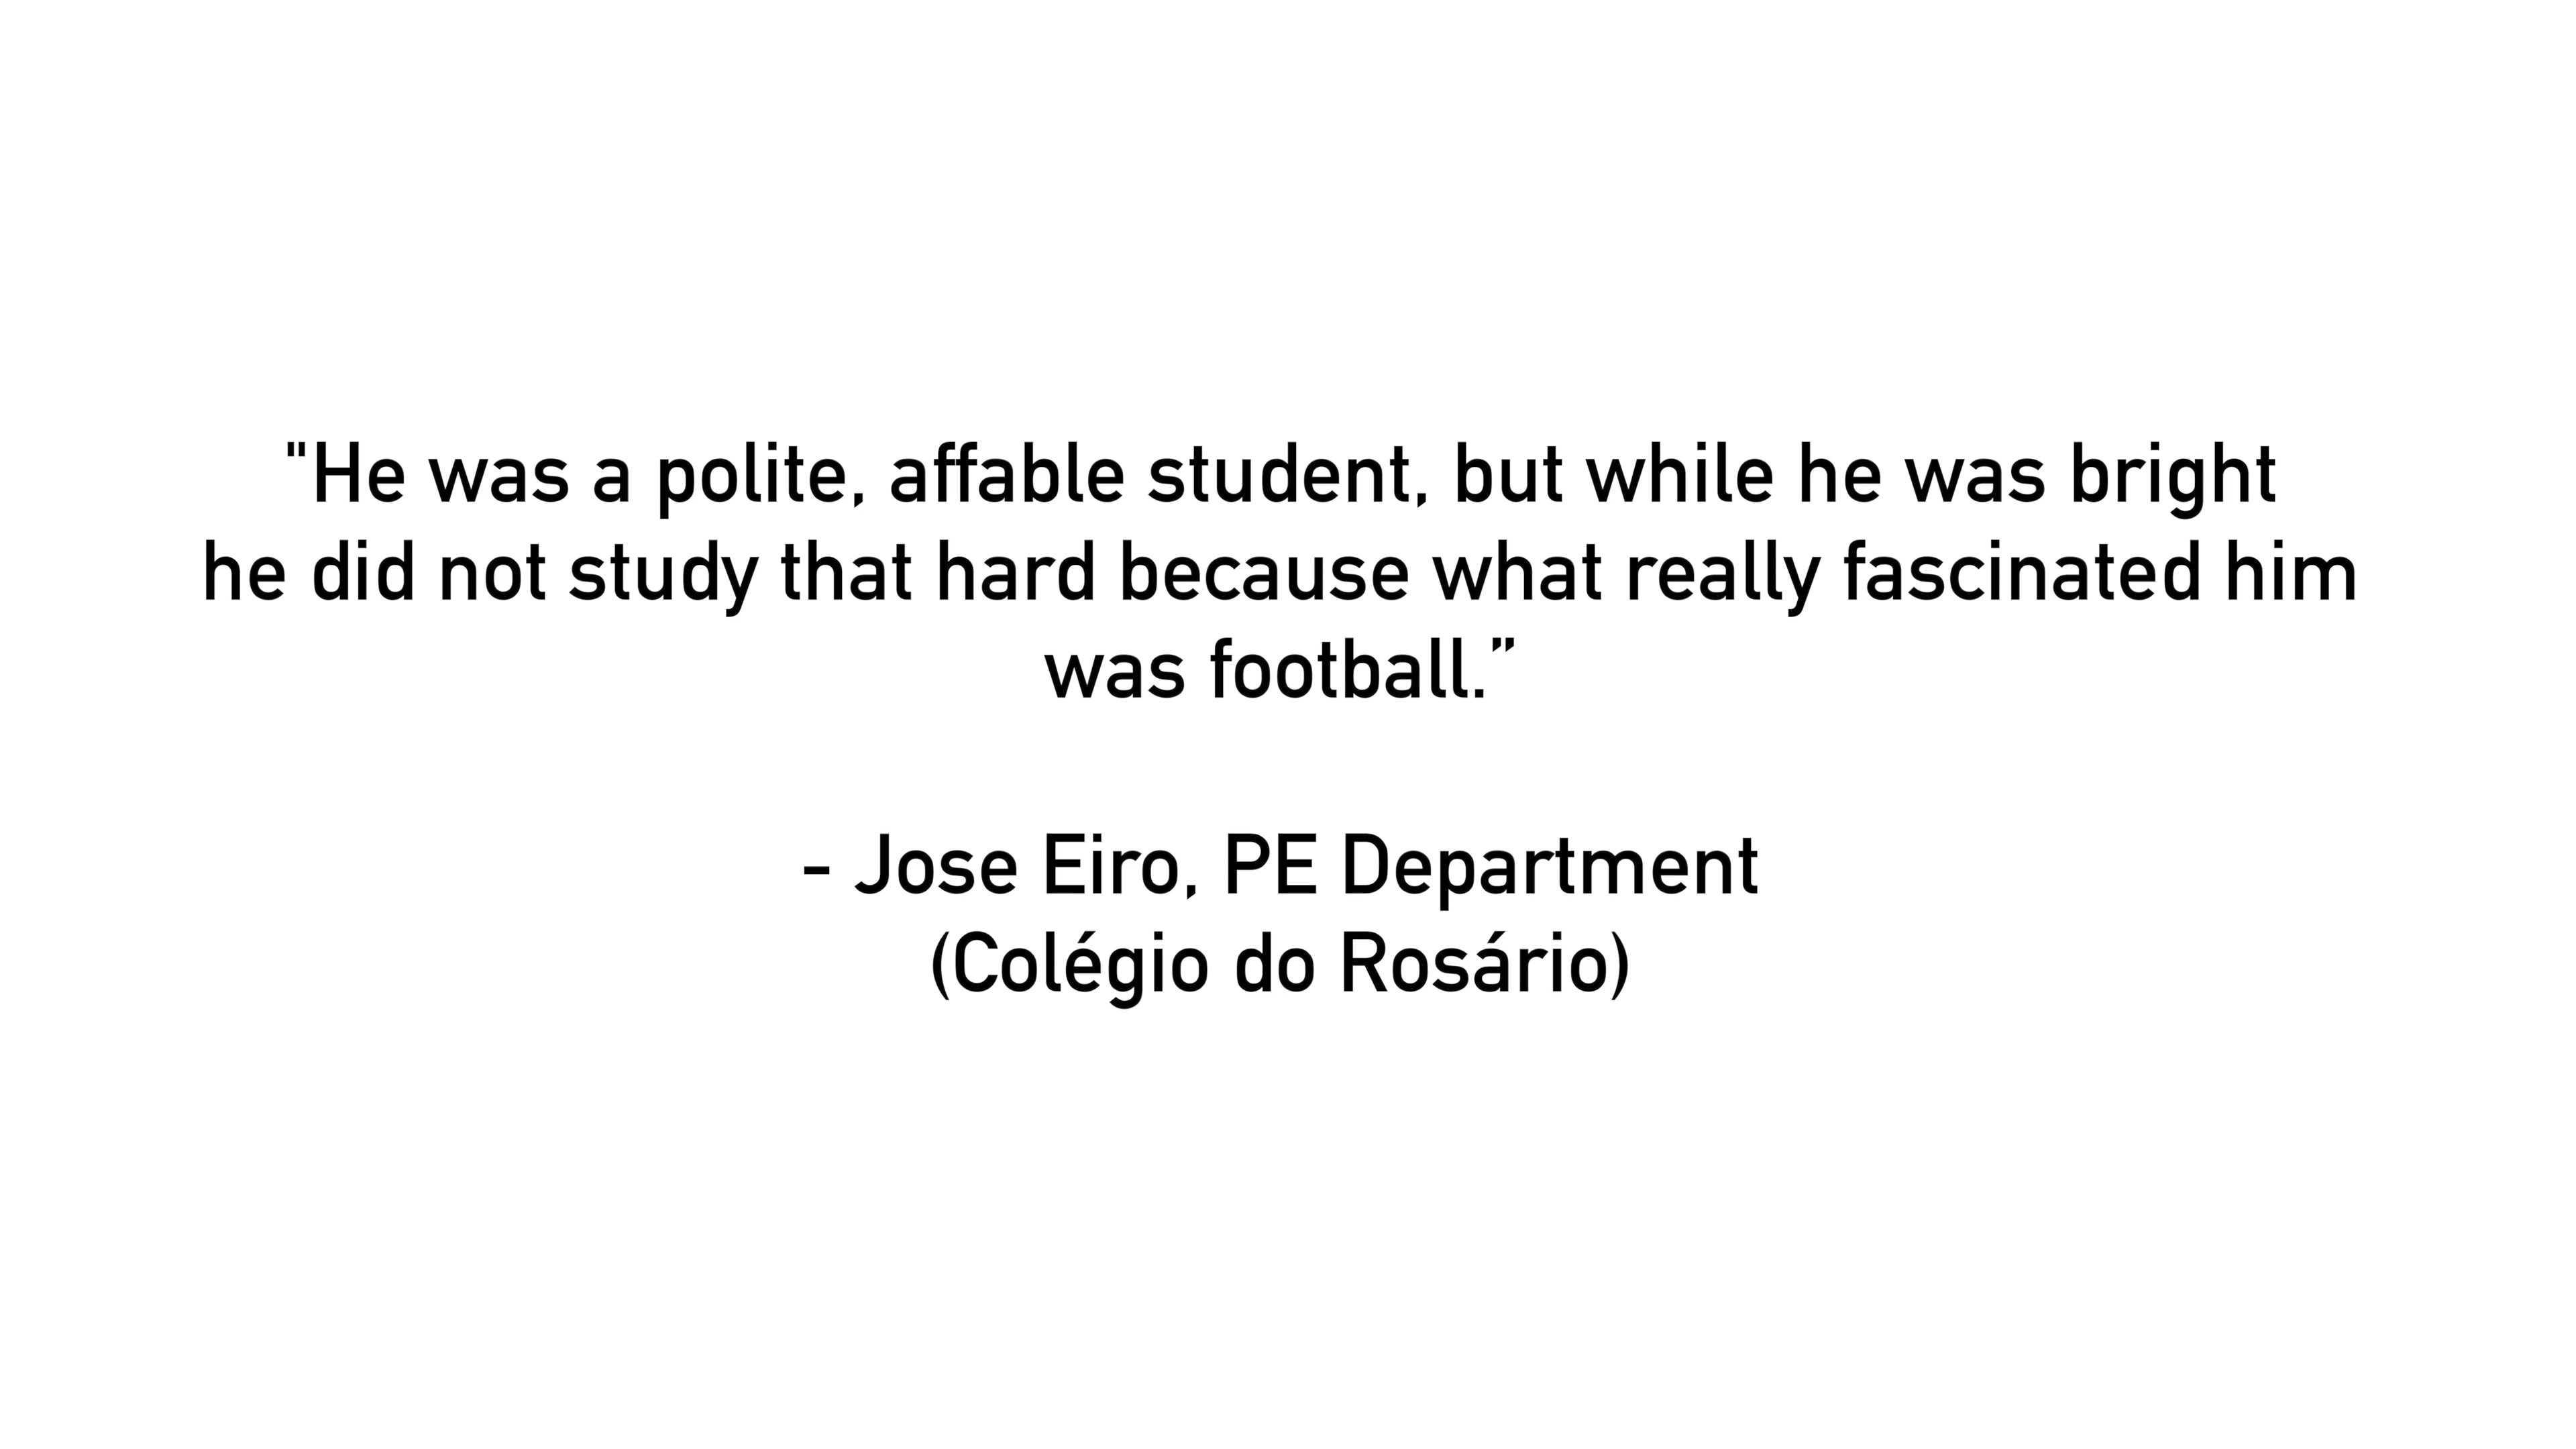 "He was a polite, affable student, but while he was bright
he did not study that hard because what really fascinated him
was football.”
- Jose Eiro, PE Department
(Colégio do Rosário)